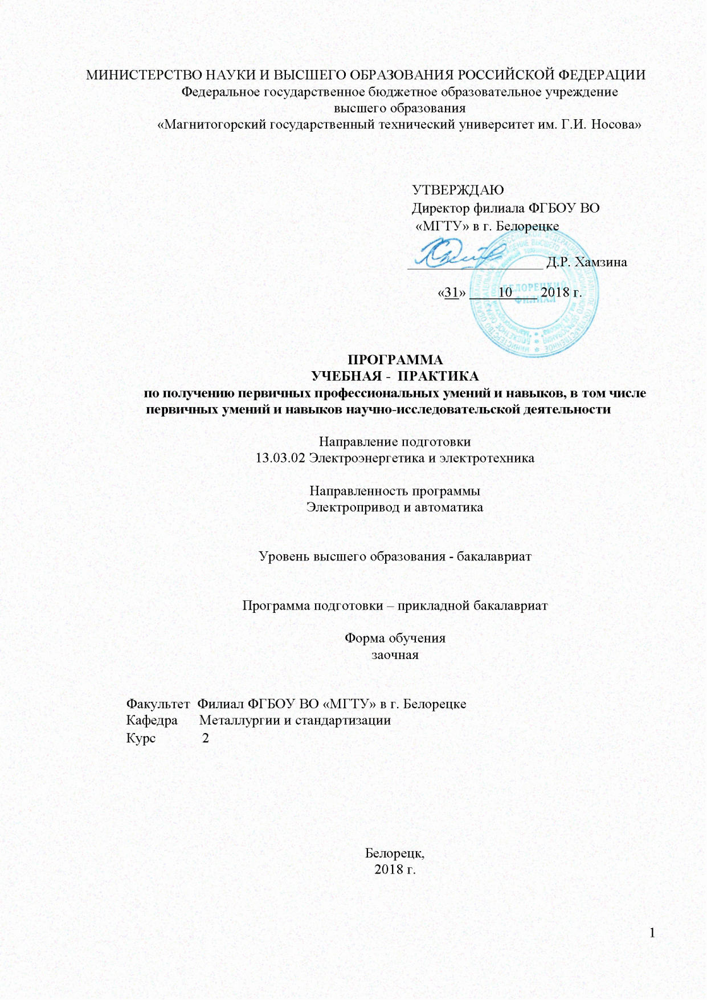 МИНИСТЕРСТВО НАУКИ И ВЫСШЕГО ОБРАЗОВАНИЯ РОССИЙСКОЙ ФЕДЕРАЦИИ
Федеральное государственное бюджетное образовательное учреждение
высшего образования
«Магнитогорский государственный технический университет им. Г.И. Носова»
УТВЕРЖДАЮ
Директор филиала ФГБОУ ВО
«МГТУ» в г. Белорецке
Д.Р. Хамзина
«31» 10 2018 г.
БЕЛОРЕЦКИЙ
ФИЛИАЛ
ПРОГРАММА
УЧЕБНАЯ - ПРАКТИКА
по получению первичных профессиональных умений и навыков, в том числе
первичных умений и навыков научно-исследовательской деятельности
Направление подготовки
13.03.02 Электроэнергетика и электротехника
Направленность программы
Электропривод и автоматика
Уровень высшего образования - бакалавриат
Программа подготовки – прикладной бакалавриат
Форма обучения
заочная
Факультет Филиал ФГБОУ ВО «МГТУ» в г. Белорецке
Кафедра Металлургии и стандартизации
Курс 2
Белорецк,
2018 г.
1